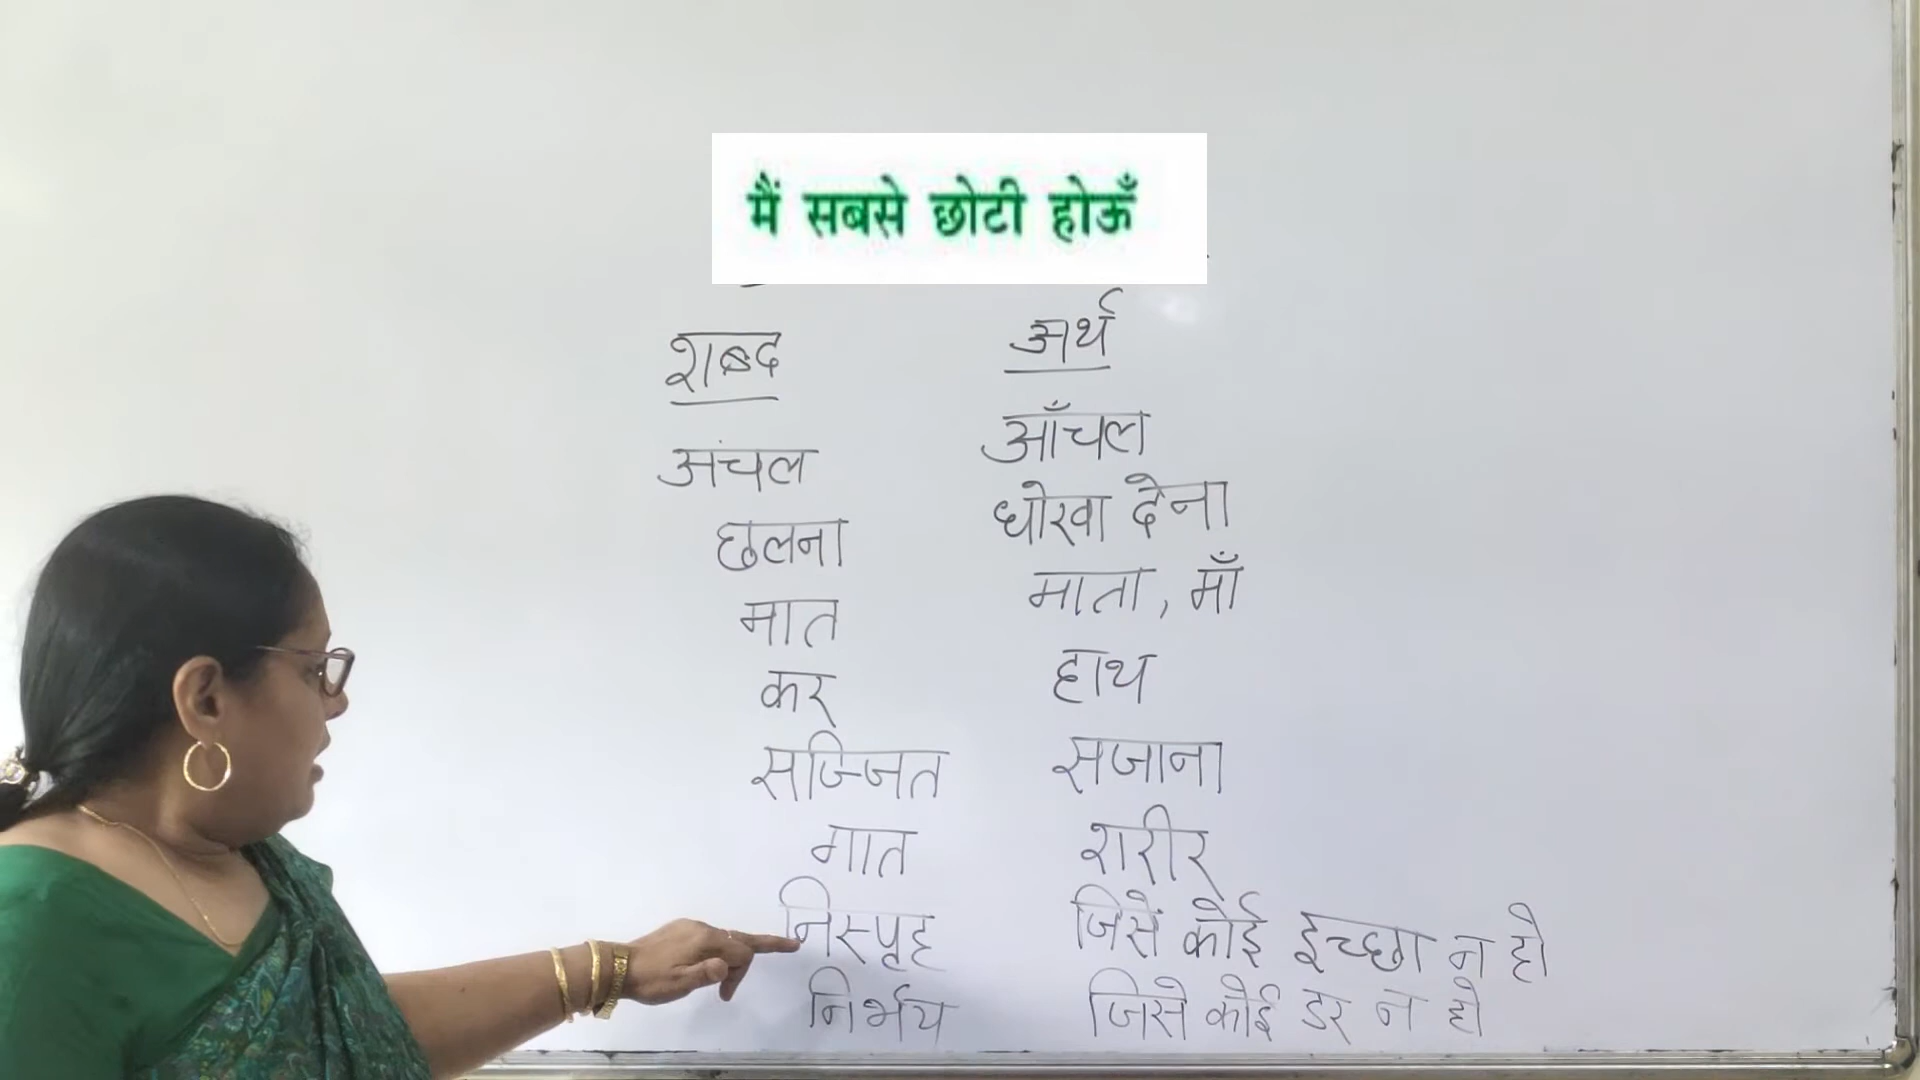 मैं सबसे छोटी होऊँ
शब्द अर्थ
अंचल आँचल
छलना धोखा देना
मात माता, माँ
कर हाथ
सज्जित सजाना
गात शरीर
निस्पृह जिसे कोई इच्छा न हो
निर्भय जिसे कोई डर न हो